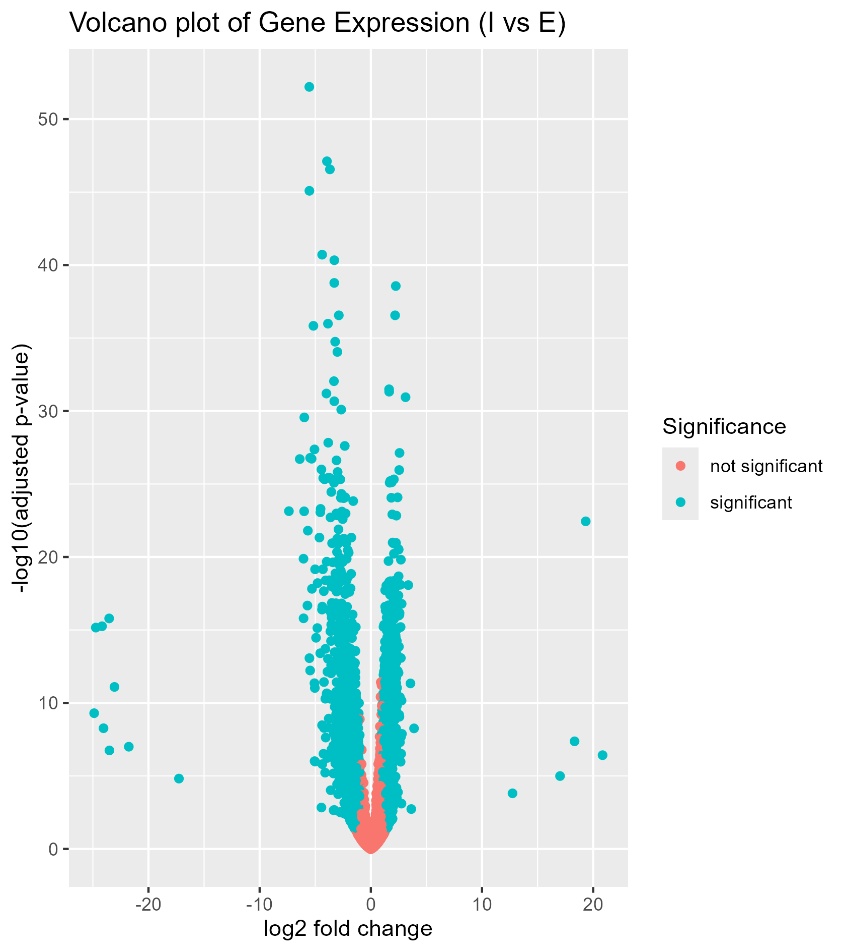 Volcano plot of Gene Expression (I vs E)
-log10(adjusted p-value)
50
40
30
20
10
0
-20
-10
0
10
20
log2 fold change
Significance
not significant
significant